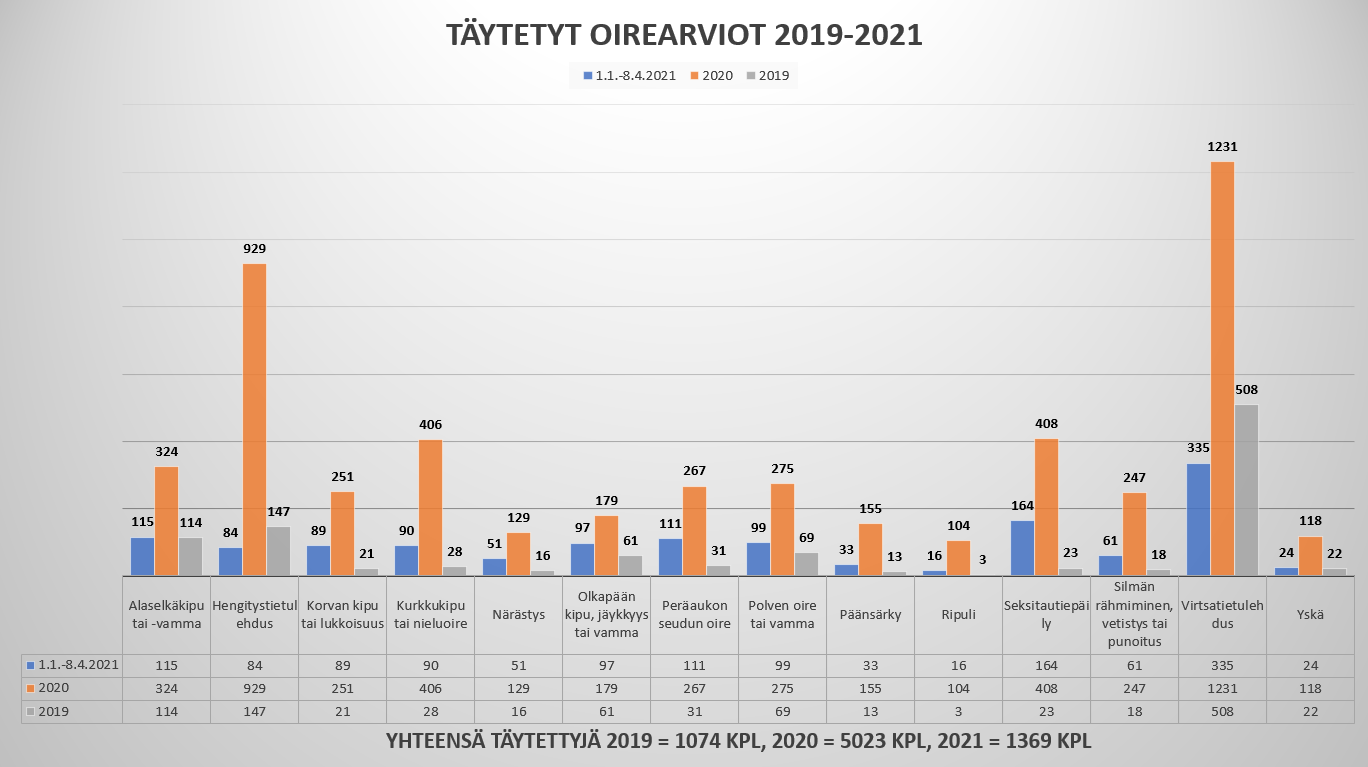 TÄYTETYT OIREARVIOT 2019-2021
1.1.-8.4.2021 2020 2019
1231
929
508
406
408
324
335
251
267
275
247
179
164
155
147
129
115 114
111
118
104
84
89
90
97
99
51
61
69
61
33
21
28
16
31
13
16
3
23
18
24
22
Alaselkäkipu tai -vamma
Hengitystietulehdus
Korvan kipu tai lukkoisuus
Kurkkukipu tai nieluoire
Närästys
Olkapään kipu, jäykkyys tai vamma
Peräaukon seudun oire
Polven oire tai vamma
Päänsärky
Ripuli
Seksitautiepäily
Silmän rähmiminen, vetistys tai punoitus
Virtsatietulehdus
Yskä
1.1.-8.4.2021 115 84 89 90 51 97 111 99 33 16 164 61 335 24
2020 324 929 251 406 129 179 267 275 155 104 408 247 1231 118
2019 114 147 21 28 16 61 31 69 13 3 23 18 508 22
YHTEENSÄ TÄYTETTYJÄ 2019 = 1074 KPL, 2020 = 5023 KPL, 2021 = 1369 KPL